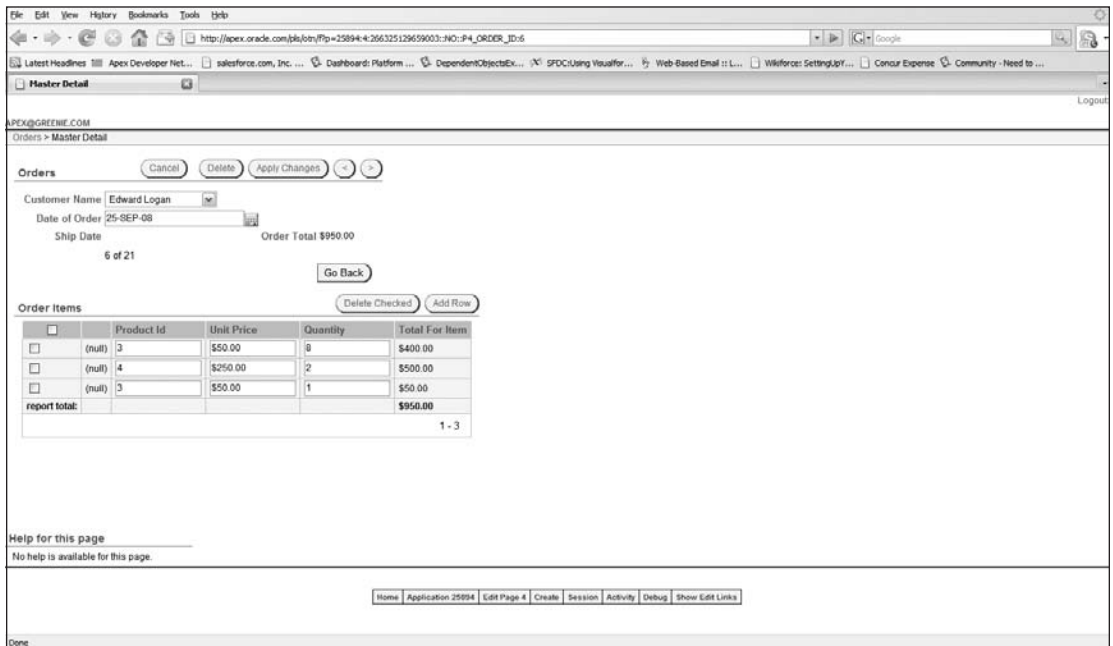 File Edit View History Bookmarks Tools Help
http://apex.oracle.com/pls/otn/f?p=25894:4:266325129659003::NO::P4_ORDER_ID:6
Google
Latest Headlines Apex Developer Net... salesforce.com, Inc. ... Dashboard: Platform ... DependentObjectsEx... SFDC:Using Visualfor... Web-Based Email :: L... Wikiforce: SettingUpY... Concur Expense Community - Need to ...
Master Detail
Logout
APEX@GREENIE.COM
Orders > Master Detail
Orders Cancel Delete Apply Changes < >
Customer Name Edward Logan
Date of Order 25-SEP-08
Ship Date Order Total $950.00
6 of 21
Go Back
Order Items Delete Checked Add Row
Product Id Unit Price Quantity Total For Item
(null) 3 $50.00 8 $400.00
(null) 4 $250.00 2 $500.00
(null) 3 $50.00 1 $50.00
report total: $950.00
1 - 3
Help for this page
No help is available for this page.
Home Application 25894 Edit Page 4 Create Session Activity Debug Show Edit Links
Done